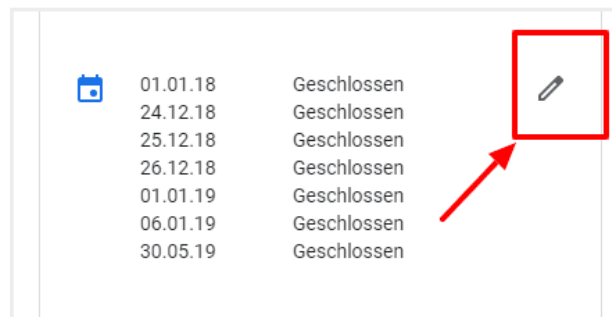 01.01.18 Geschlossen
24.12.18 Geschlossen
25.12.18 Geschlossen
26.12.18 Geschlossen
01.01.19 Geschlossen
06.01.19 Geschlossen
30.05.19 Geschlossen